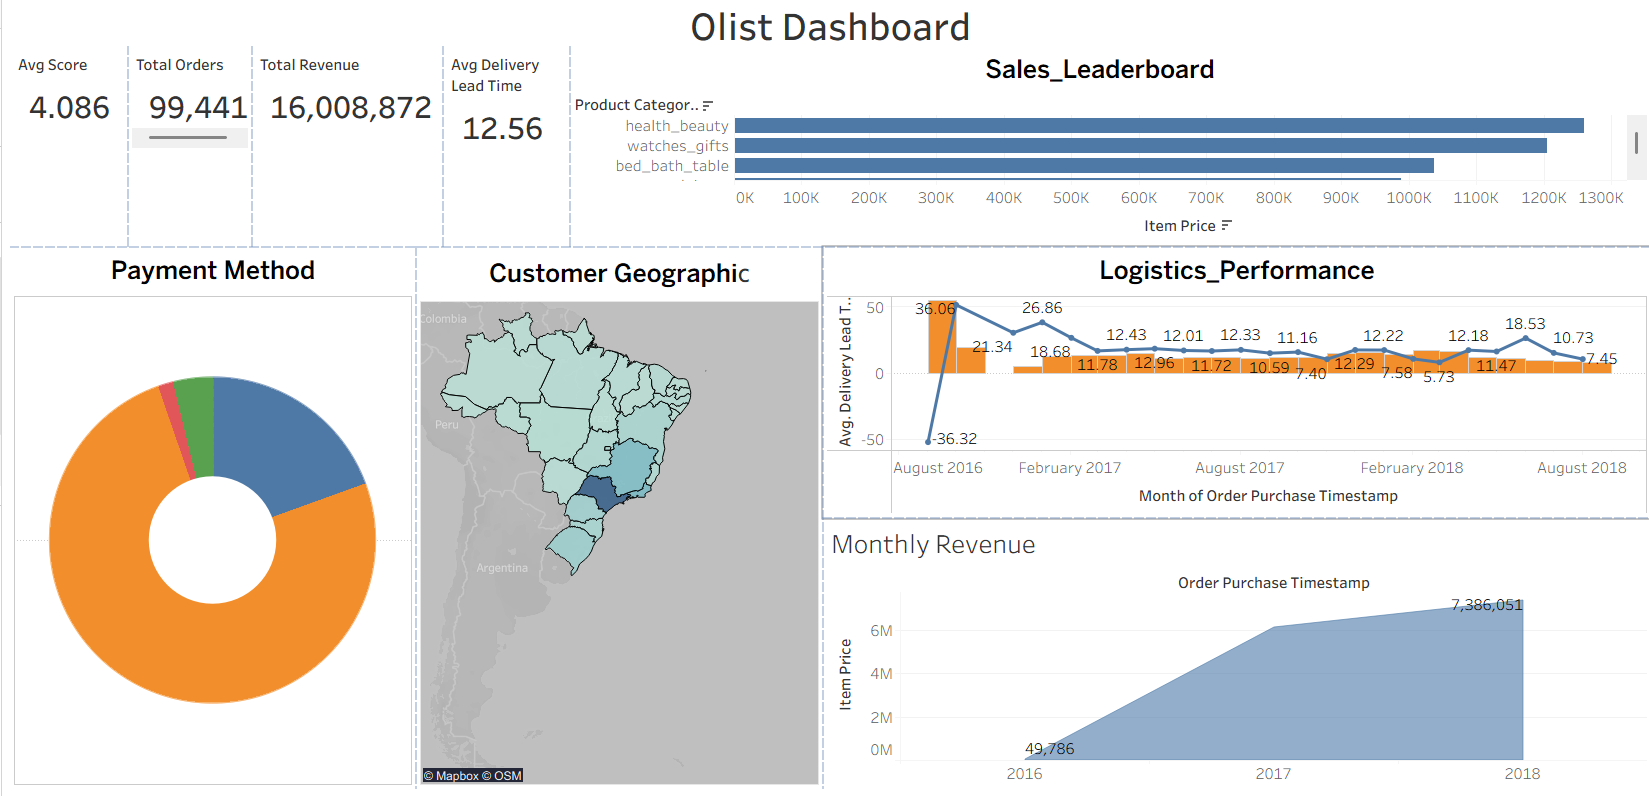 Olist Dashboard
Avg Score
4.086
Total Orders
99,441
Total Revenue
16,008,872
Avg Delivery
Lead Time
12.56
Sales_Leaderboard
Product Categor..
health_beauty
watches_gifts
bed_bath_table
0K 100K 200K 300K 400K 500K 600K 700K 800K 900K 1000K 1100K 1200K 1300K
Item Price
Payment Method
Customer Geographic
Colombia
Peru
Argentina
© Mapbox © OSM
Logistics_Performance
Avg. Delivery Lead T..
50
0
-50
36.06
-36.32
21.34
26.86
18.68
12.43
11.78
12.96
12.01
11.72
12.33
10.59
11.16
7.40
12.29
12.22
7.58
5.73
12.18
11.47
18.53
10.73
7.45
August 2016 February 2017 August 2017 February 2018 August 2018
Month of Order Purchase Timestamp
Monthly Revenue
Order Purchase Timestamp
Item Price
6M
4M
2M
0M
49,786
7,386,051
2016 2017 2018